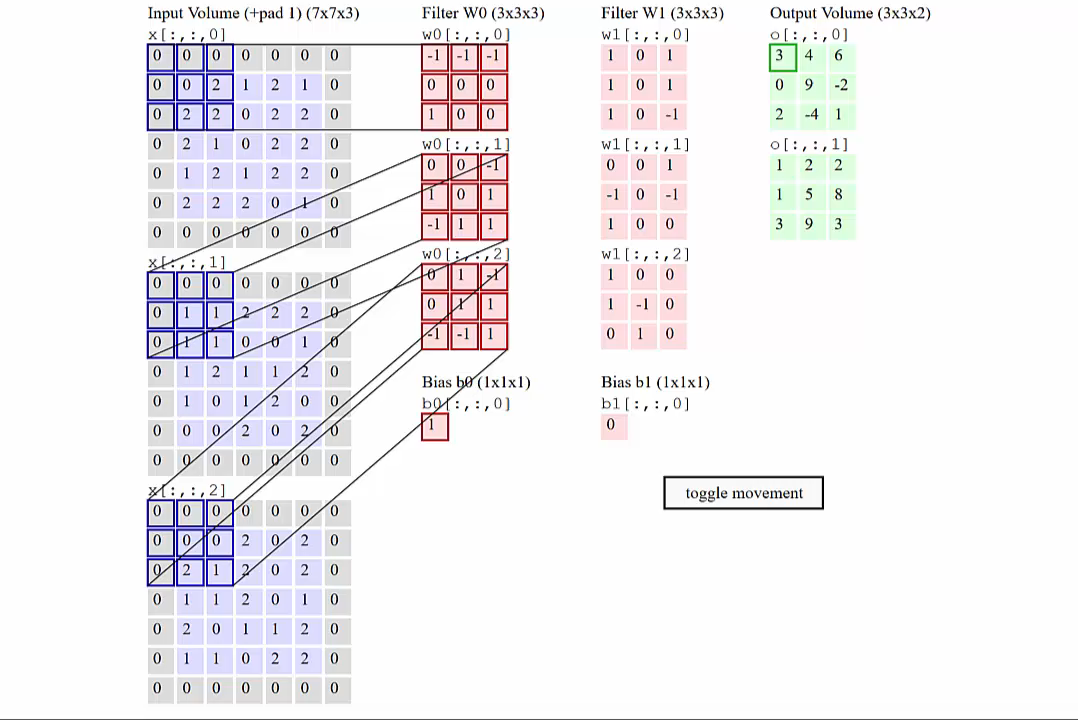 Input Volume (+pad 1) (7x7x3)
x[:,:,0]
0 0 0 0 0 0 0
0 0 2 1 2 1 0
0 2 2 0 2 2 0
0 2 1 0 2 2 0
0 1 2 1 2 2 0
0 2 2 2 0 1 0
0 0 0 0 0 0 0
x[:,:,1]
0 0 0 0 0 0 0
0 1 1 2 2 2 0
0 1 1 0 0 1 0
0 1 2 1 1 2 0
0 1 0 1 2 0 0
0 0 0 2 0 2 0
0 0 0 0 0 0 0
x[:,:,2]
0 0 0 0 0 0 0
0 0 0 2 0 2 0
0 2 1 2 0 2 0
0 1 1 2 0 1 0
0 2 0 1 1 2 0
0 1 1 0 2 2 0
0 0 0 0 0 0 0
Filter W0 (3x3x3)
w0[:,:,0]
-1 -1 -1
0 0 0
1 0 0
w0[:,:,1]
0 0 -1
1 0 1
-1 1 1
w0[:,:,2]
0 1 -1
0 1 1
-1 -1 1
Bias b0 (1x1x1)
b0[:,:,0]
1
Filter W1 (3x3x3)
w1[:,:,0]
1 0 1
1 0 1
1 0 -1
w1[:,:,1]
0 0 1
-1 0 -1
1 0 0
w1[:,:,2]
1 0 0
1 -1 0
0 1 0
Bias b1 (1x1x1)
b1[:,:,0]
0
Output Volume (3x3x2)
o[:,:,0]
3 4 6
0 9 -2
2 -4 1
o[:,:,1]
1 2 2
1 5 8
3 9 3
toggle movement